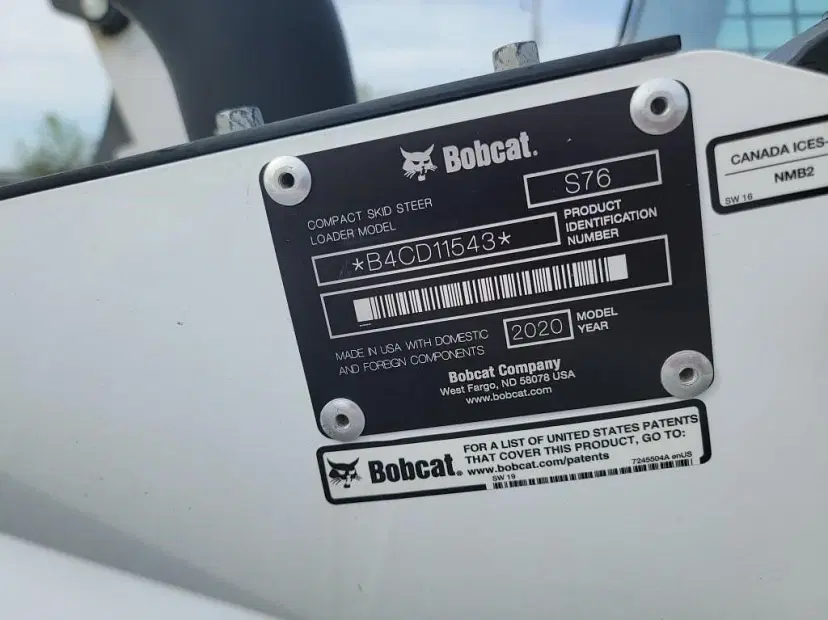 Bobcat.
COMPACT SKID STEER
LOADER MODEL
S76
*B4CD11543*
PRODUCT
IDENTIFICATION
NUMBER
MADE IN USA WITH DOMESTIC
AND FOREIGN COMPONENTS
2020
MODEL
YEAR
Bobcat Company
West Fargo, ND 58078 USA
www.bobcat.com
CANADA ICES-
NMB2
SW 16
Bobcat.
FOR A LIST OF UNITED STATES PATENTS
THAT COVER THIS PRODUCT, GO TO:
www.bobcat.com/patents
7245504A enUS
SW 19